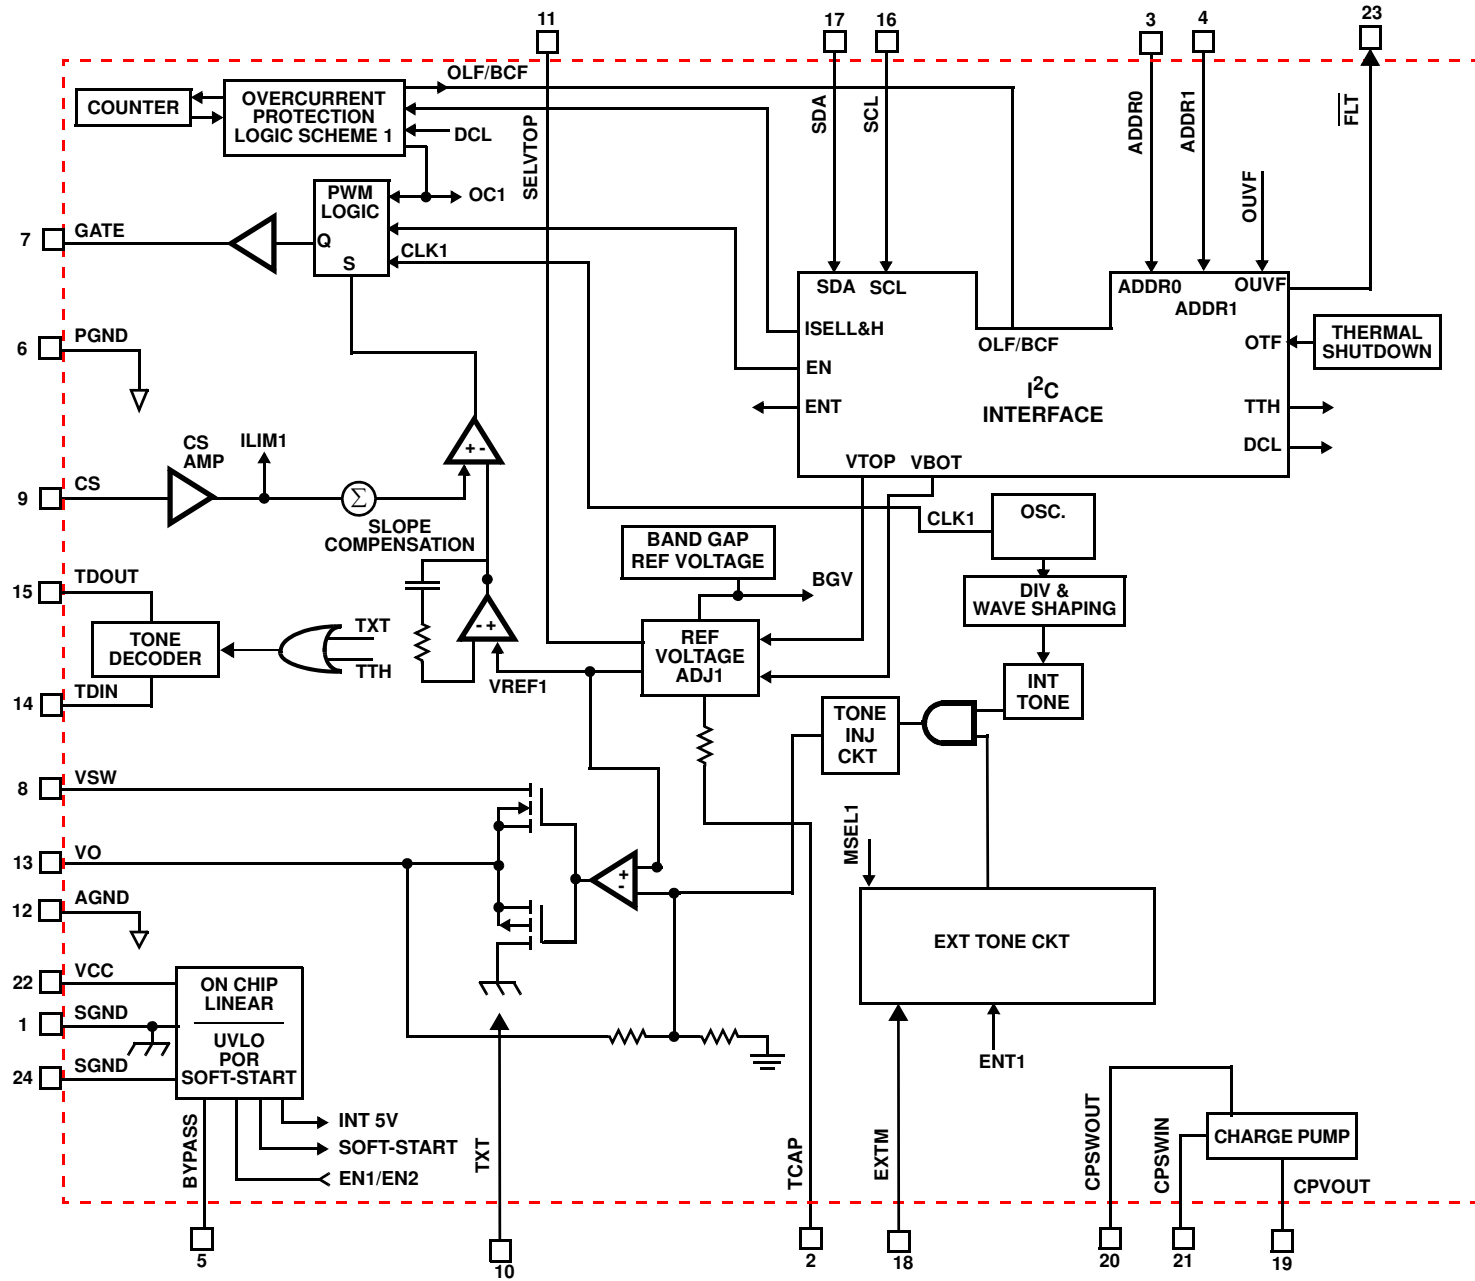 11
17
16
3
4
23
OLF/BCF
COUNTER
OVERCURRENT
PROTECTION
LOGIC SCHEME 1
DCL
SELVTOP
SDA
SCL
ADDR0
ADDR1
FLT
OUVF
PWM
LOGIC
Q
S
OC1
CLK1
7
GATE
6
PGND
SDA
SCL
ADDR0
ADDR1
OUVF
ISELL&H
OLF/BCF
OTF
THERMAL
SHUTDOWN
EN
ENT
I2C
INTERFACE
TTH
DCL
VTOP
VBOT
CS
AMP
ILIM1
+ -
9
CS
Σ
SLOPE
COMPENSATION
CLK1
OSC.
BAND GAP
REF VOLTAGE
BGV
DIV &
WAVE SHAPING
15
TDOUT
TONE
DECODER
TXT
TTH
14
TDIN
- +
VREF1
REF
VOLTAGE
ADJ1
INT
TONE
TONE
INJ
CKT
8
VSW
13
VO
12
AGND
+
-
MSEL1
EXT TONE CKT
22
VCC
1
SGND
24
SGND
ON CHIP
LINEAR
UVLO
POR
SOFT-START
ENT1
BYPASS
INT 5V
SOFT-START
EN1/EN2
TXT
TCAP
EXTM
CPSWOUT
CPSWIN
CHARGE PUMP
CPVOUT
5
10
2
18
20
21
19